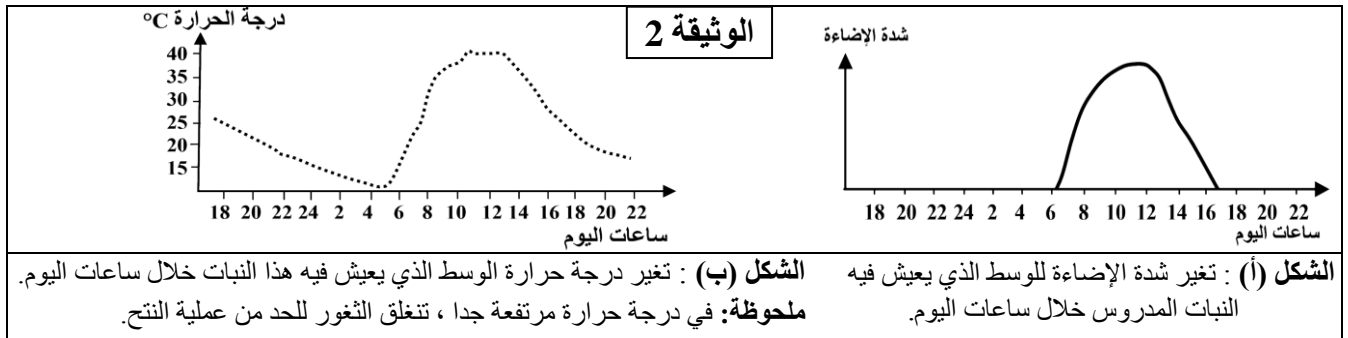 الوثيقة 2
شدة الإضاءة
18 20 22 24 2 4 6 8 10 12 14 16 18 20 22
ساعات اليوم
درجة الحرارة °C
40
35
30
25
20
15
18 20 22 24 2 4 6 8 10 12 14 16 18 20 22
ساعات اليوم
الشكل (أ) : تغير شدة الإضاءة للوسط الذي يعيش فيه
النبات المدروس خلال ساعات اليوم.
الشكل (ب) : تغير درجة حرارة الوسط الذي يعيش فيه هذا النبات خلال ساعات اليوم.
ملحوظة: في درجة حرارة مرتفعة جدا ، تنغلق الثغور للحد من عملية النتح.